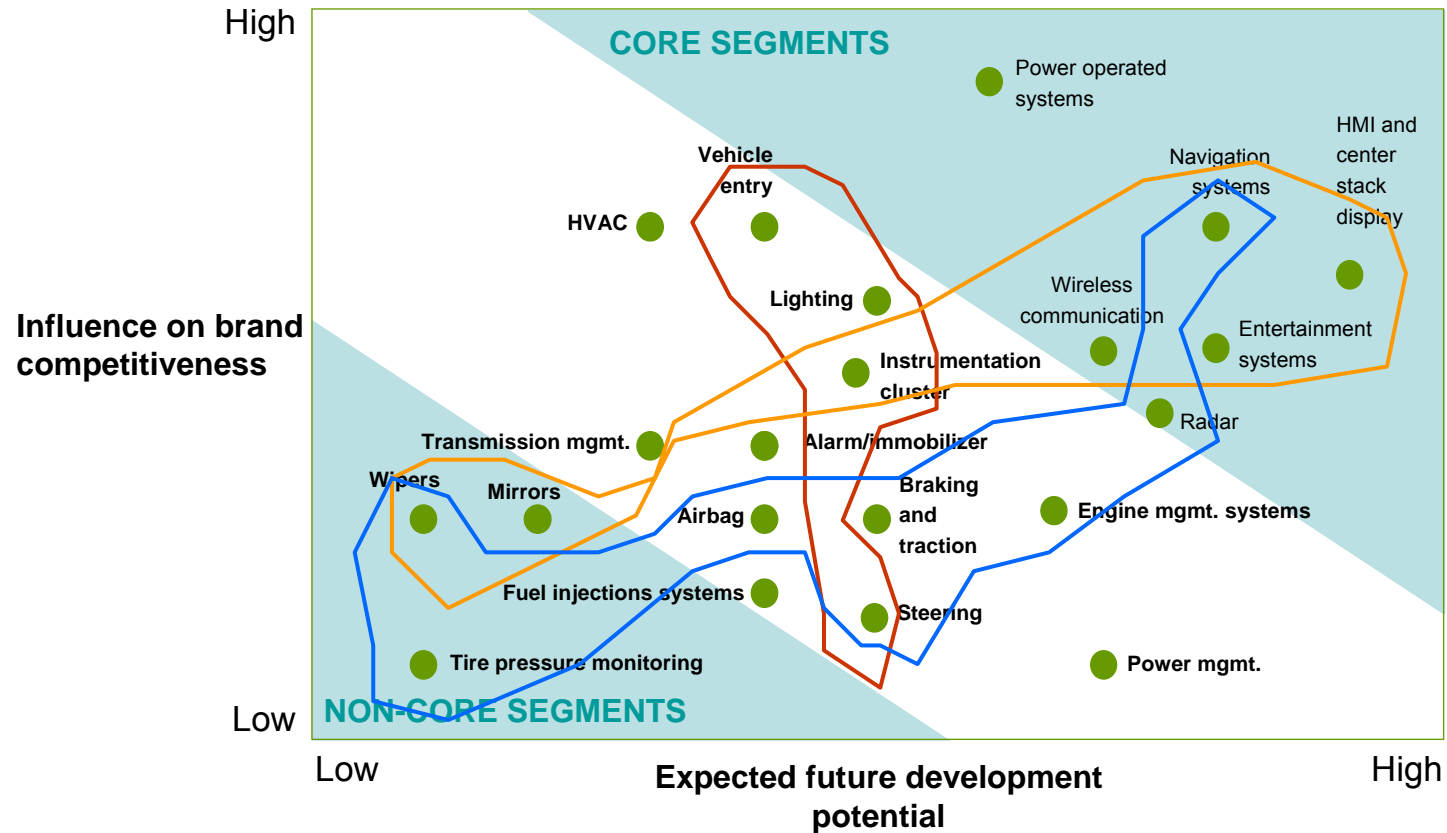 High
CORE SEGMENTS
Power operated
systems
HMI and
center
stack
display
Vehicle
entry
Navigation
systems
HVAC
Lighting
Wireless
communication
Influence on brand
competitiveness
Entertainment
systems
Instrumentation
cluster
Radar
Transmission mgmt.
Alarm/immobilizer
Wipers
Mirrors
Airbag
Braking
and
traction
Engine mgmt. systems
Fuel injections systems
Steering
Tire pressure monitoring
Power mgmt.
Low
NON-CORE SEGMENTS
Low
Expected future development
potential
High